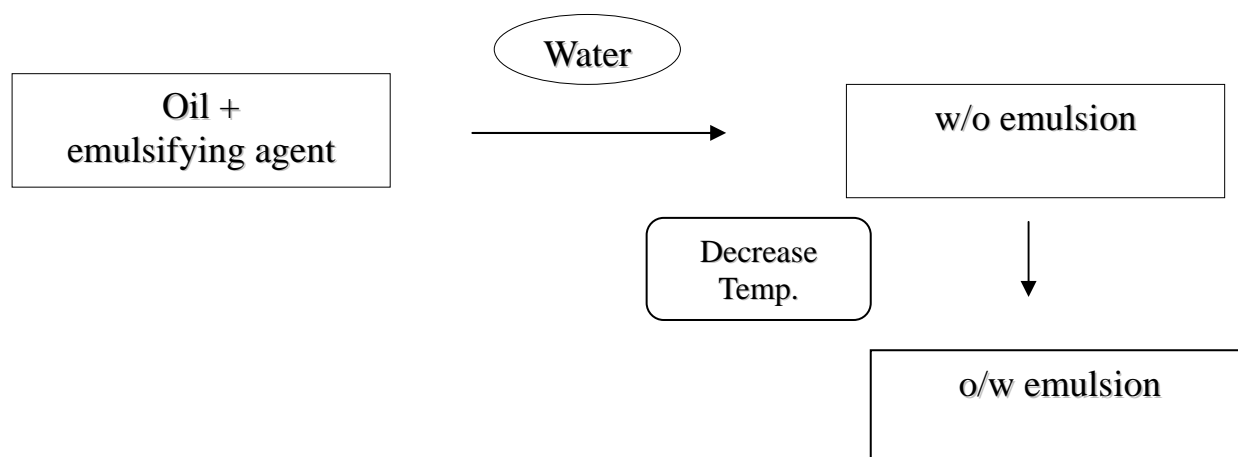 Water
Oil +
emulsifying agent
w/o emulsion
Decrease
Temp.
o/w emulsion